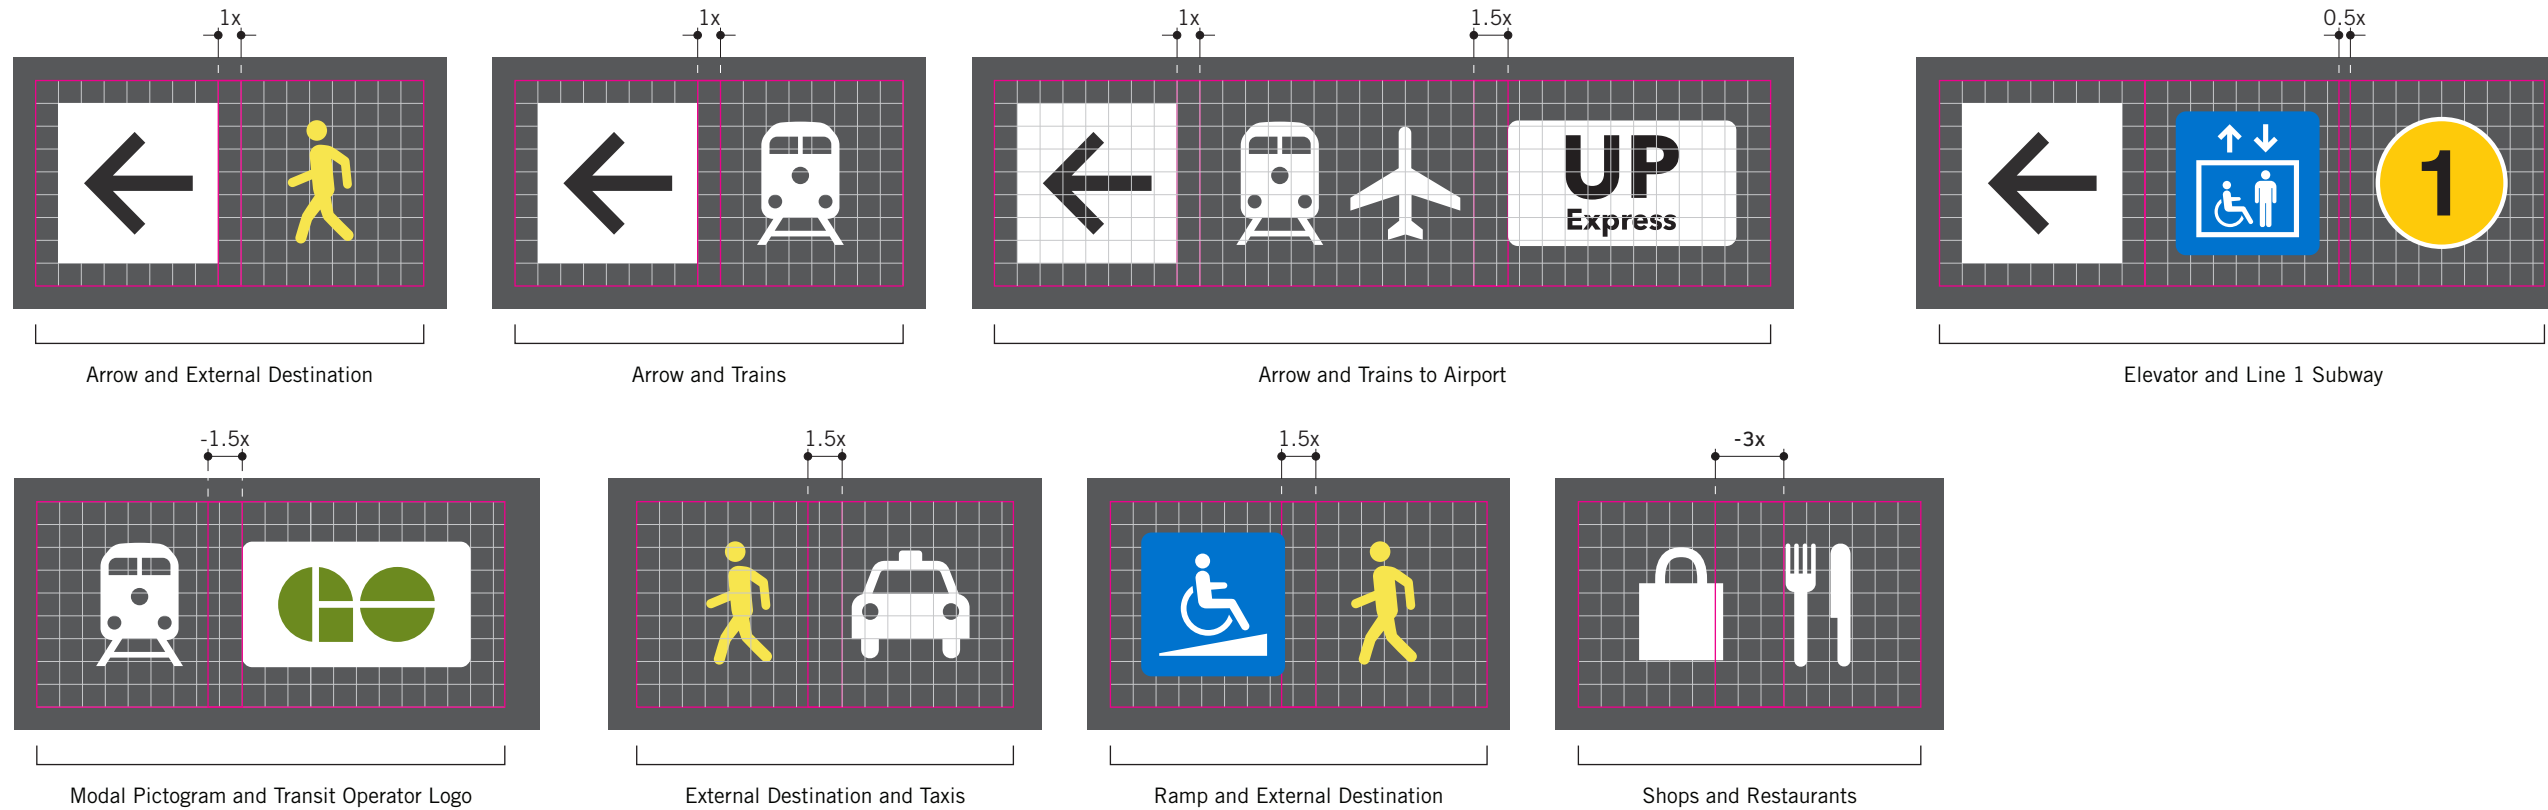 1x
1x
1x
1.5x
0.5x
UP
Express
1
Arrow and External Destination
Arrow and Trains
Arrow and Trains to Airport
Elevator and Line 1 Subway
-1.5x
1.5x
1.5x
-3x
GO
Modal Pictogram and Transit Operator Logo
External Destination and Taxis
Ramp and External Destination
Shops and Restaurants